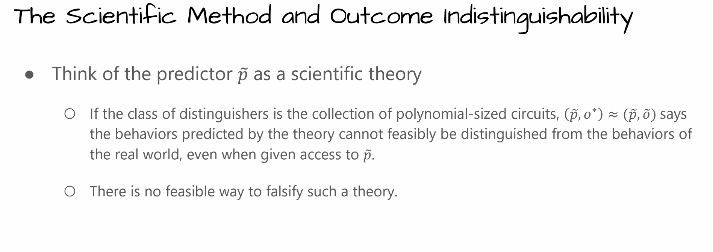 The Scientific Method and Outcome Indistinguishability
● Think of the predictor p̃ as a scientific theory
○ If the class of distinguishers is the collection of polynomial-sized circuits, (p̃, o*) ≈ (p̃, õ) says
the behaviors predicted by the theory cannot feasibly be distinguished from the behaviors of
the real world, even when given access to p̃.
○ There is no feasible way to falsify such a theory.